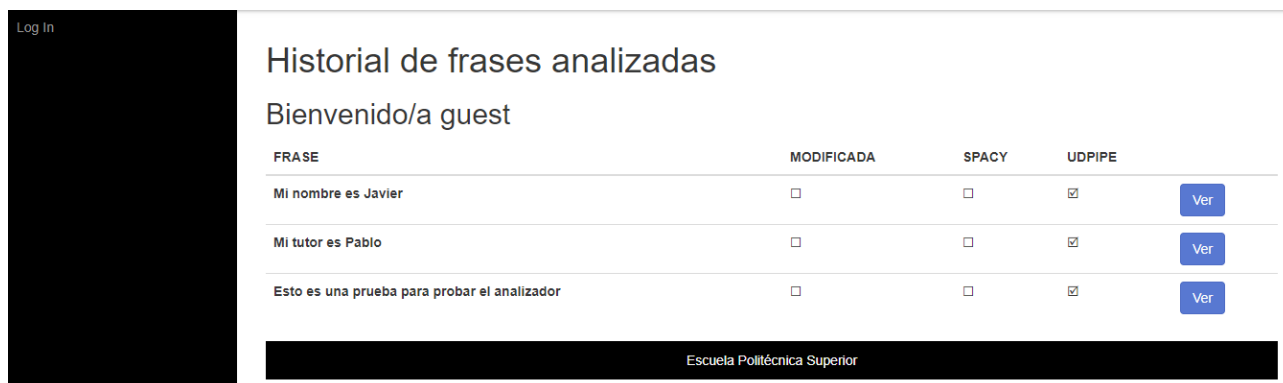 Log In
Historial de frases analizadas
Bienvenido/a guest
FRASE MODIFICADA SPACY UDPIPE
Mi nombre es Javier ☐ ☐ ☑ Ver
Mi tutor es Pablo ☐ ☐ ☑ Ver
Esto es una prueba para probar el analizador ☐ ☐ ☑ Ver
Escuela Politécnica Superior